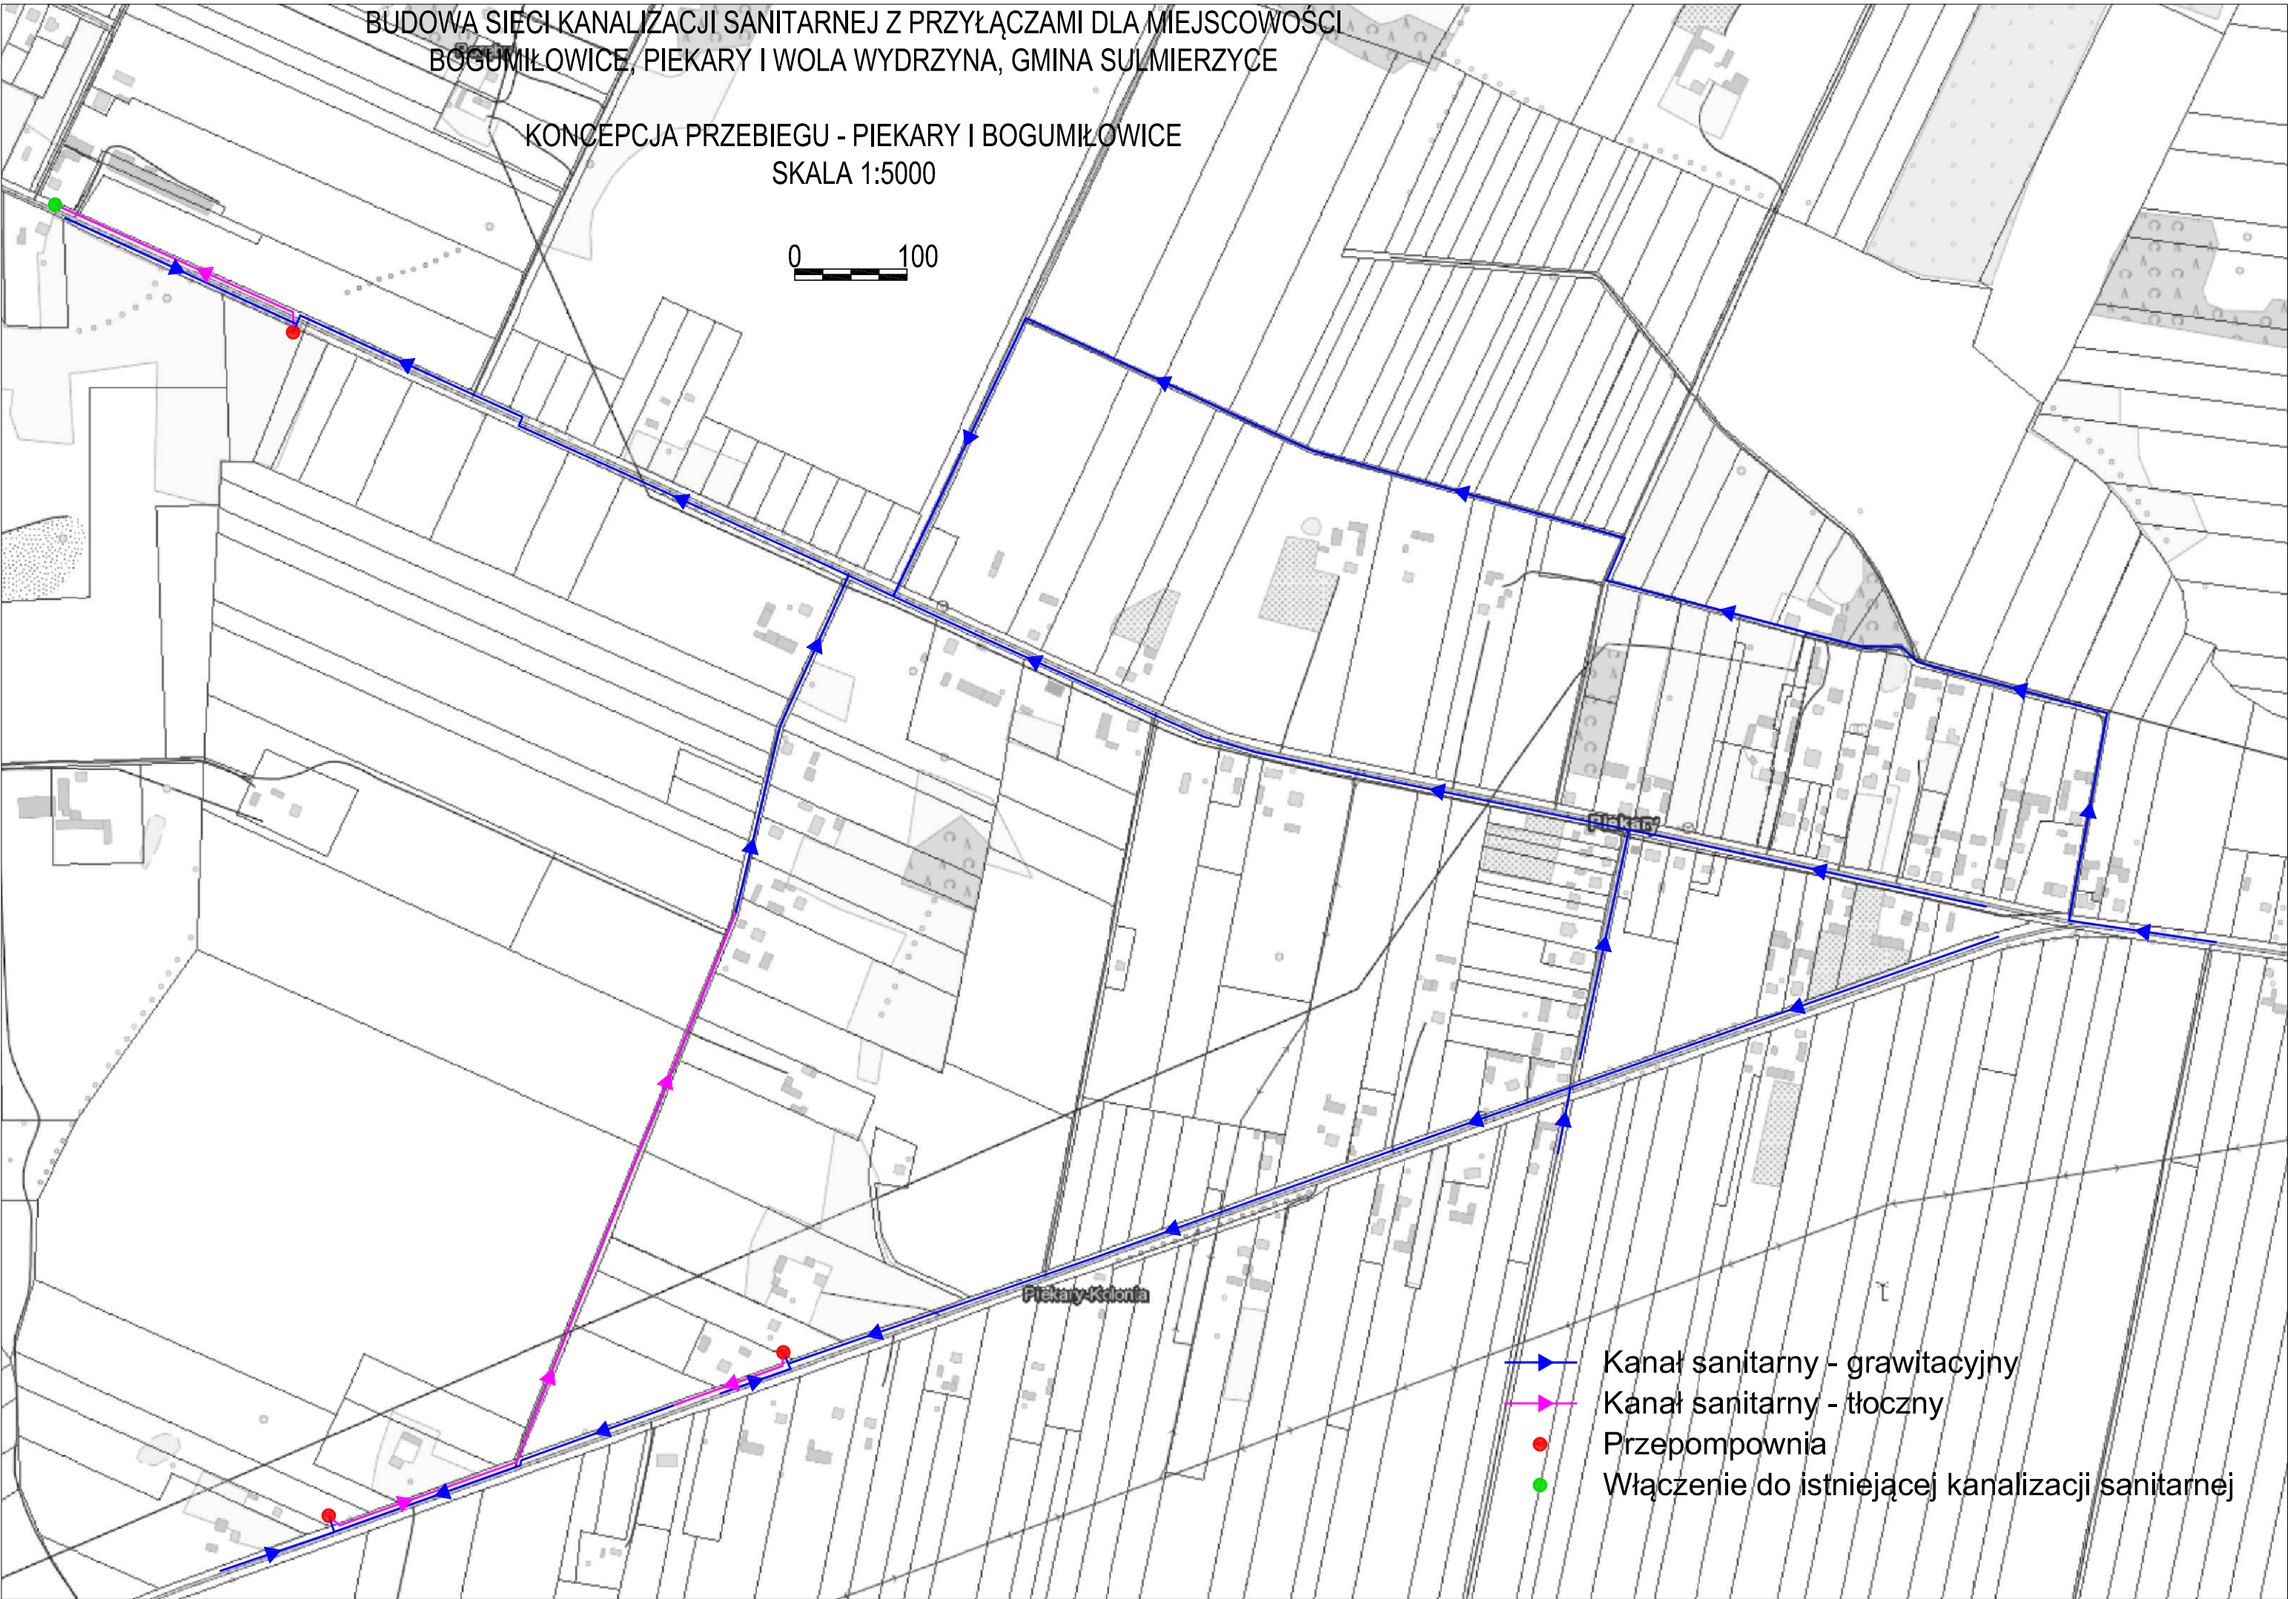 BUDOWA SIECI KANALIZACJI SANITARNEJ Z PRZYŁĄCZAMI DLA MIEJSCOWOŚCI
BOGUMIŁOWICE, PIEKARY I WOLA WYDRZYNA, GMINA SULMIERZYCE
KONCEPCJA PRZEBIEGU - PIEKARY I BOGUMIŁOWICE
SKALA 1:5000
0 100
Piekary
Piekary-Kolonia
Kanał sanitarny - grawitacyjny
Kanał sanitarny - tłoczny
Przepompownia
Włączenie do istniejącej kanalizacji sanitarnej